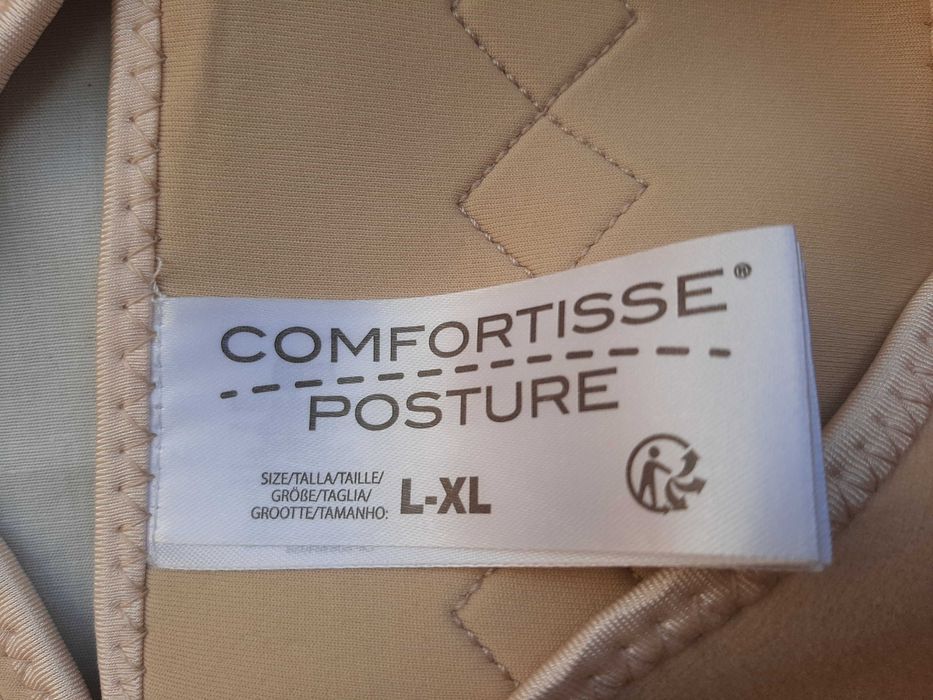 COMFORTISSE®
POSTURE
SIZE/TALLA/TAILLE/
GRÖßE/TAGLIA/
GROOTTE/TAMANHO: L-XL